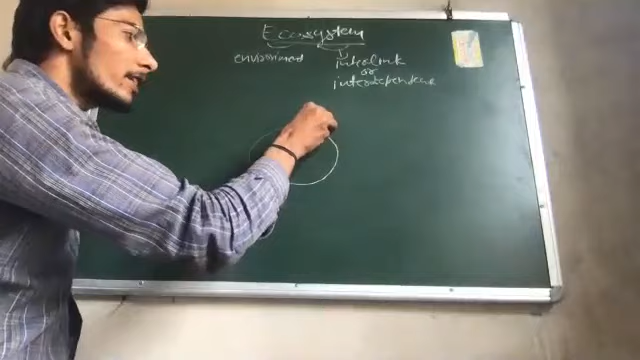 Ecosystem
environment interlink
or
interdependence